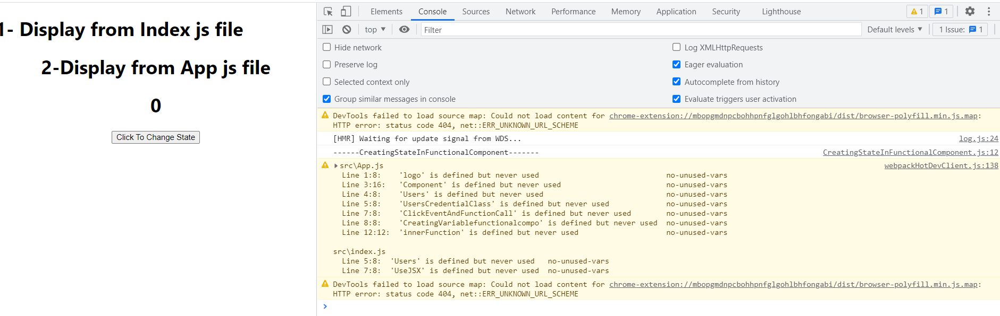 1- Display from Index js file
2-Display from App js file
0
Click To Change State
Elements Console Sources Network Performance Memory Application Security Lighthouse 1 1
top Filter Default levels 1 Issue: 1
Hide network Log XMLHttpRequests
Preserve log Eager evaluation
Selected context only Autocomplete from history
Group similar messages in console Evaluate triggers user activation
DevTools failed to load source map: Could not load content for chrome-extension://mbopgmdnpcbohhpnfglgohlbhfongabi/dist/browser-polyfill.min.js.map:
HTTP error: status code 404, net::ERR_UNKNOWN_URL_SCHEME
[HMR] Waiting for update signal from WDS... log.js:24
------CreatingStateInFunctionalComponent------- CreatingStateInFunctionalComponent.js:12
src\App.js webpackHotDevClient.js:138
Line 1:8: 'logo' is defined but never used no-unused-vars
Line 3:16: 'Component' is defined but never used no-unused-vars
Line 4:8: 'Users' is defined but never used no-unused-vars
Line 5:8: 'UsersCredentialClass' is defined but never used no-unused-vars
Line 7:8: 'ClickEventAndFunctionCall' is defined but never used no-unused-vars
Line 8:8: 'CreatingVariablefunctionalcompo' is defined but never used no-unused-vars
Line 12:12: 'innerFunction' is defined but never used no-unused-vars
src\index.js
Line 5:8: 'Users' is defined but never used no-unused-vars
Line 7:8: 'UseJSX' is defined but never used no-unused-vars
DevTools failed to load source map: Could not load content for chrome-extension://mbopgmdnpcbohhpnfglgohlbhfongabi/dist/browser-polyfill.min.js.map:
HTTP error: status code 404, net::ERR_UNKNOWN_URL_SCHEME